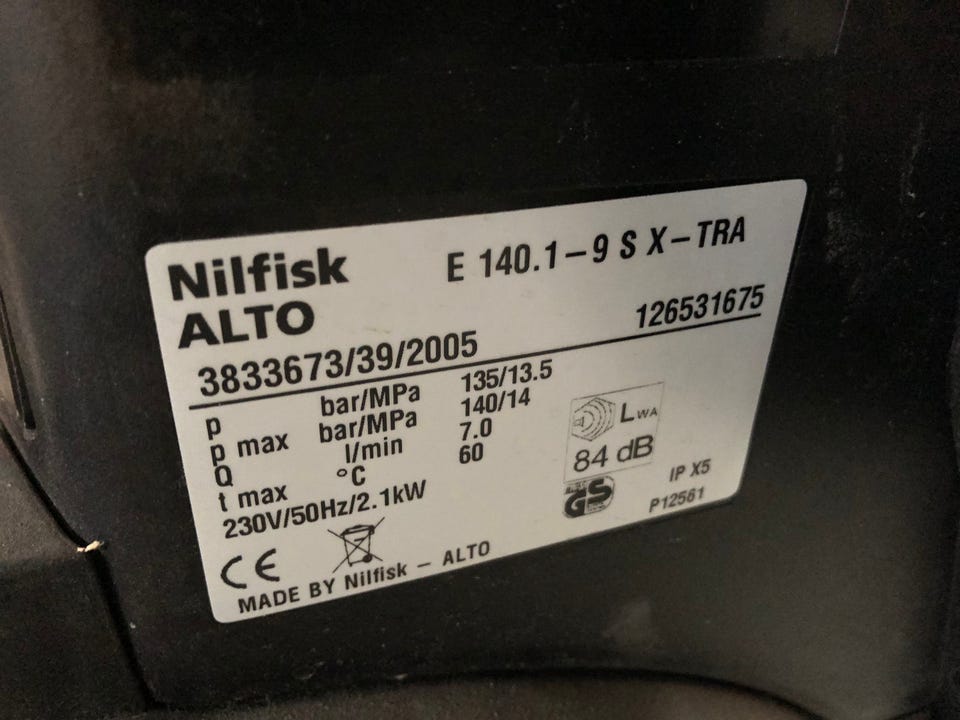 Nilfisk
ALTO
E 140.1-9 S X-TRA
3833673/39/2005
126531675
p bar/MPa 135/13.5
p max bar/MPa 140/14
Q l/min 7.0
t max °C 60
230V/50Hz/2.1kW
LWA
84 dB
GS
IP X5
P12561
CE
MADE BY Nilfisk - ALTO